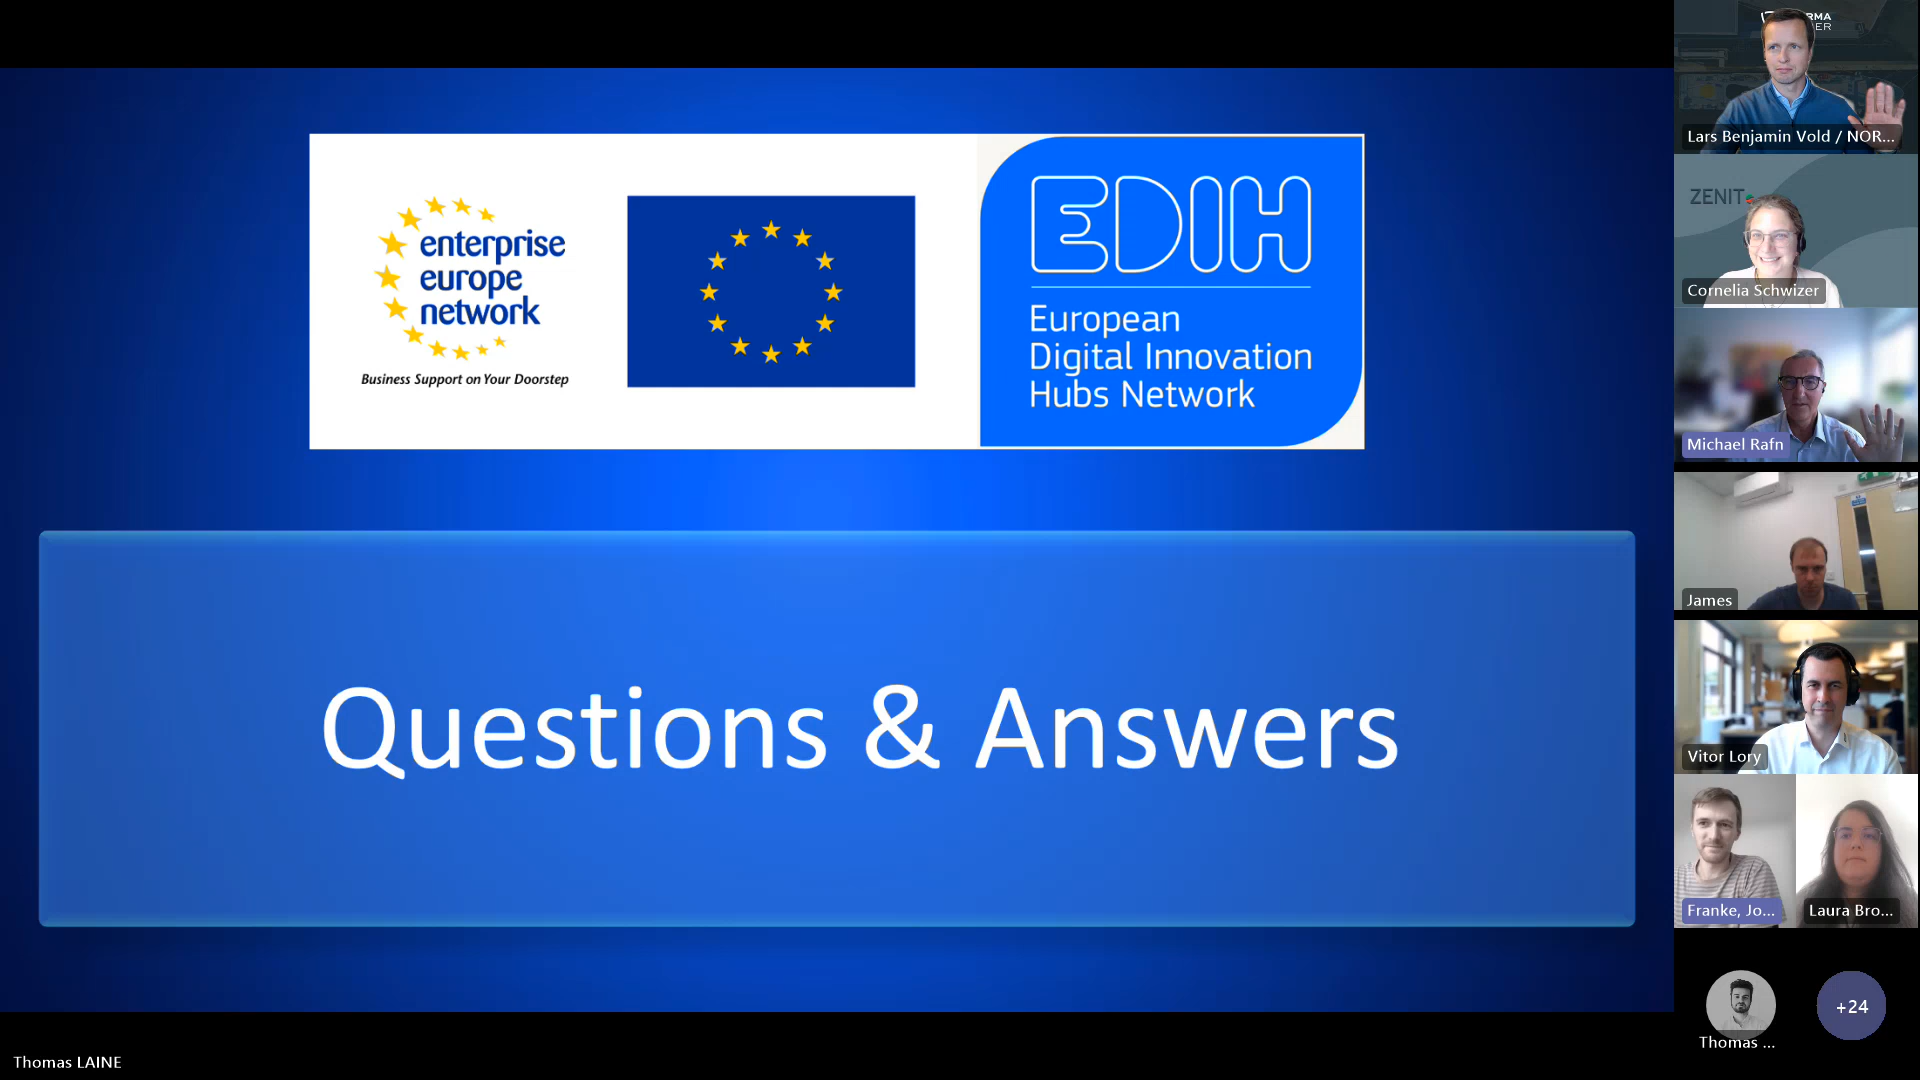 enterprise
europe
network
Business Support on Your Doorstep
EDIH
European
Digital Innovation
Hubs Network
Questions & Answers
Thomas LAINE
Lars Benjamin Vold / NOR...
ZENIT
Cornelia Schwizer
Michael Rafn
James
Vitor Lory
Franke, Jo...
Laura Bro...
Thomas ...
+24